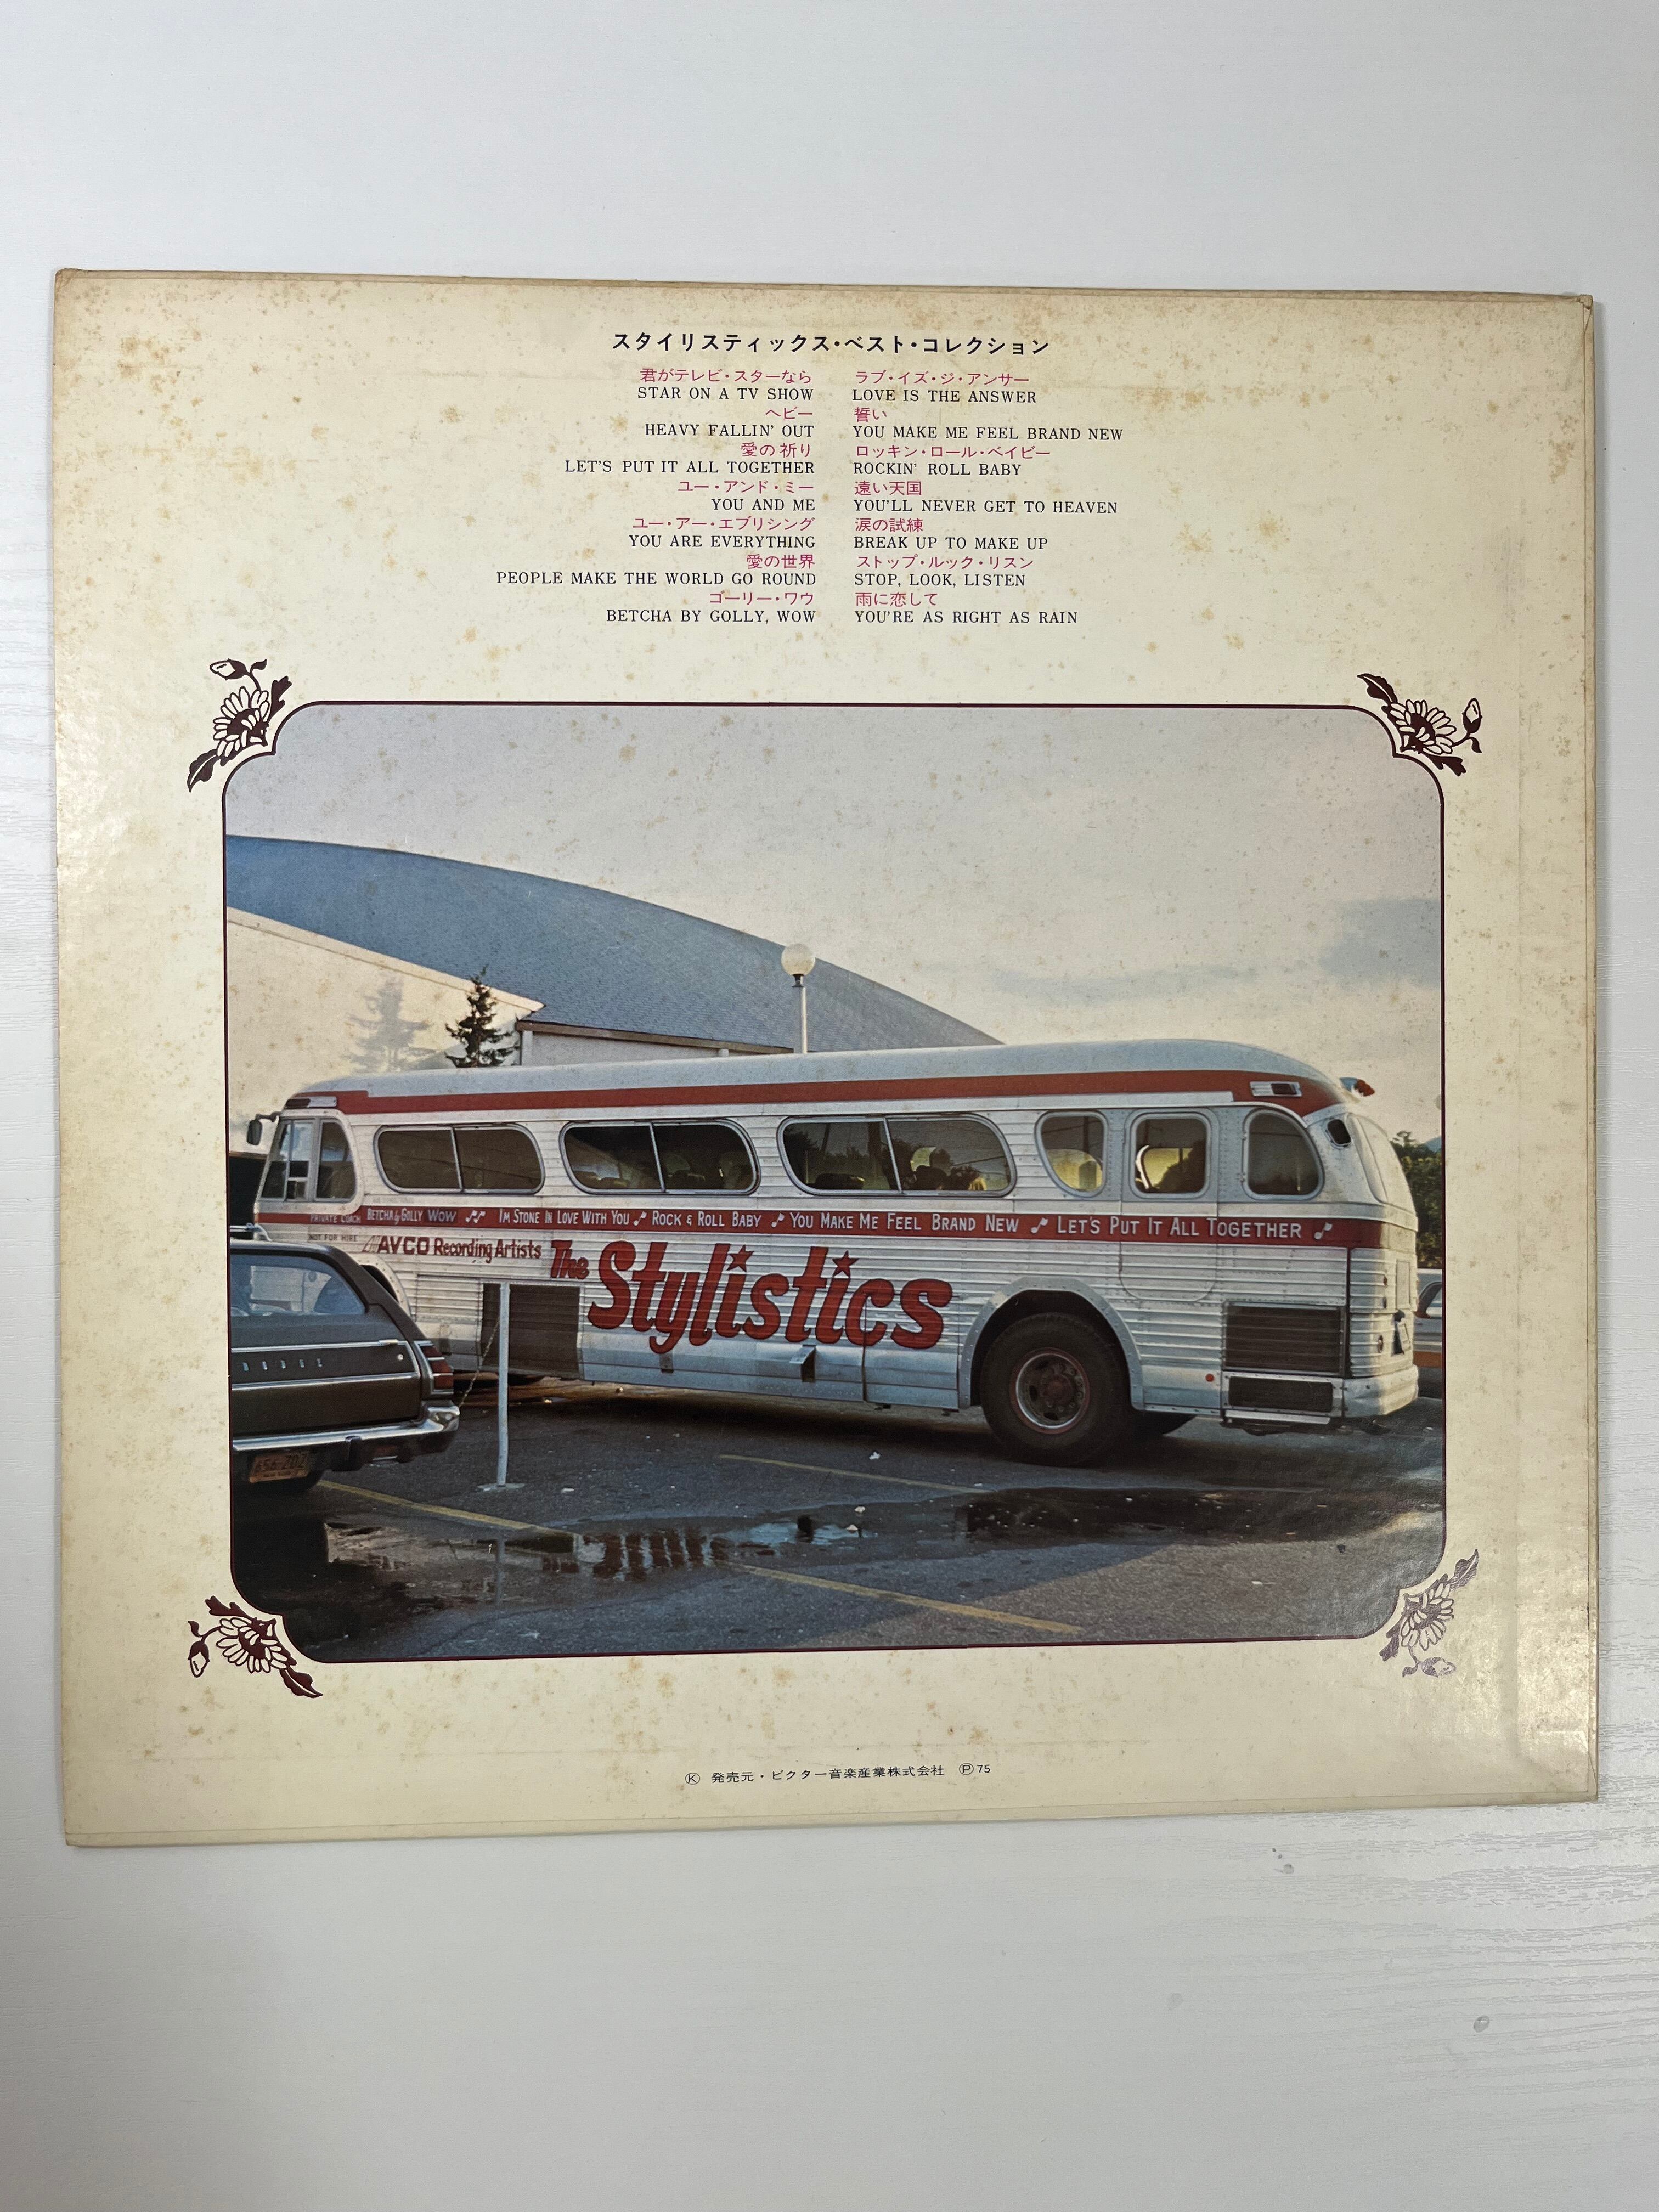 スタイリスティックス・ベスト・コレクション
君がテレビ・スターなら
STAR ON A TV SHOW
ヘビー
HEAVY FALLIN' OUT
愛の祈り
LET'S PUT IT ALL TOGETHER
ユー・アンド・ミー
YOU AND ME
ユー・アー・エブリシング
YOU ARE EVERYTHING
愛の世界
PEOPLE MAKE THE WORLD GO ROUND
ゴーリー・ワウ
BETCHA BY GOLLY, WOW
ラブ・イズ・ジ・アンサー
LOVE IS THE ANSWER
誓い
YOU MAKE ME FEEL BRAND NEW
ロッキン・ロール・ベイビー
ROCKIN' ROLL BABY
遠い天国
YOU'LL NEVER GET TO HEAVEN
涙の試練
BREAK UP TO MAKE UP
ストップ・ルック・リスン
STOP, LOOK, LISTEN
雨に恋して
YOU'RE AS RIGHT AS RAIN
PRIVATE COACH
NOT FOR HIRE
BETCHA by GOLLY WOW ♫ IM STONE IN LOVE WITH YOU ♪ ROCK & ROLL BABY ♪ YOU MAKE ME FEEL BRAND NEW ♪ LET'S PUT IT ALL TOGETHER ♪
AVCO Recording Artists
The Stylistics
DODGE
Ⓚ 発売元・ビクター音楽産業株式会社 Ⓟ75